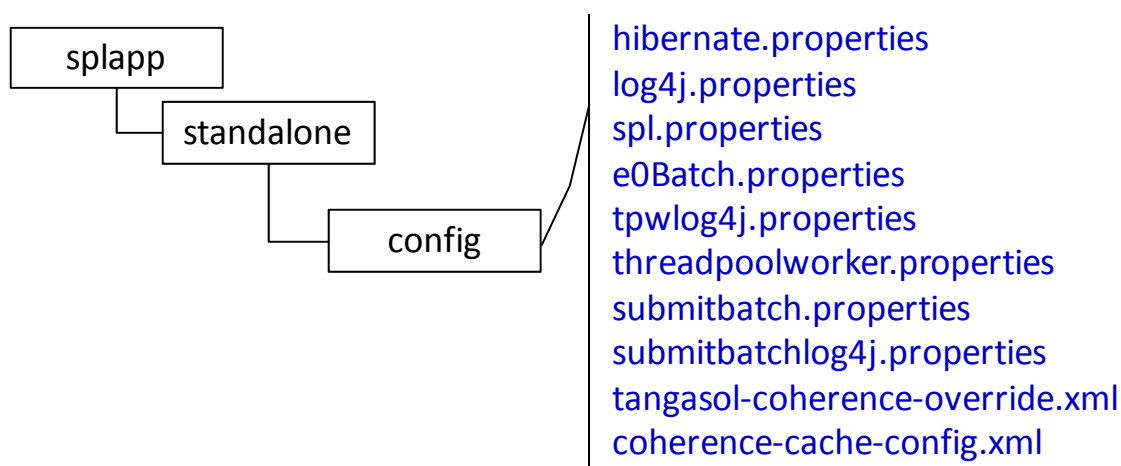 splapp
standalone
config
hibernate.properties
log4j.properties
spl.properties
e0Batch.properties
tpwlog4j.properties
threadpoolworker.properties
submitbatch.properties
submitbatchlog4j.properties
tangasol-coherence-override.xml
coherence-cache-config.xml